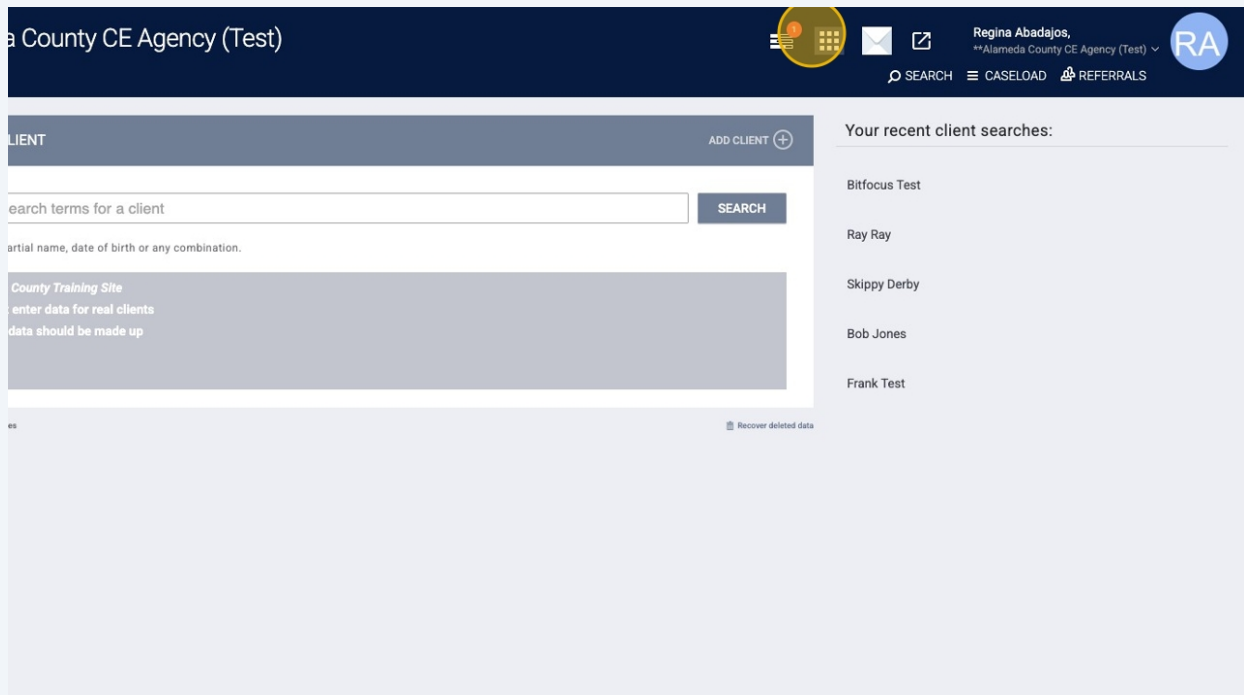 a County CE Agency (Test)
1
Regina Abadajos,
**Alameda County CE Agency (Test)
RA
SEARCH
CASELOAD
REFERRALS
LIENT
ADD CLIENT
earch terms for a client
SEARCH
artial name, date of birth or any combination.
County Training Site
enter data for real clients
data should be made up
es
Recover deleted data
Your recent client searches:
Bitfocus Test
Ray Ray
Skippy Derby
Bob Jones
Frank Test